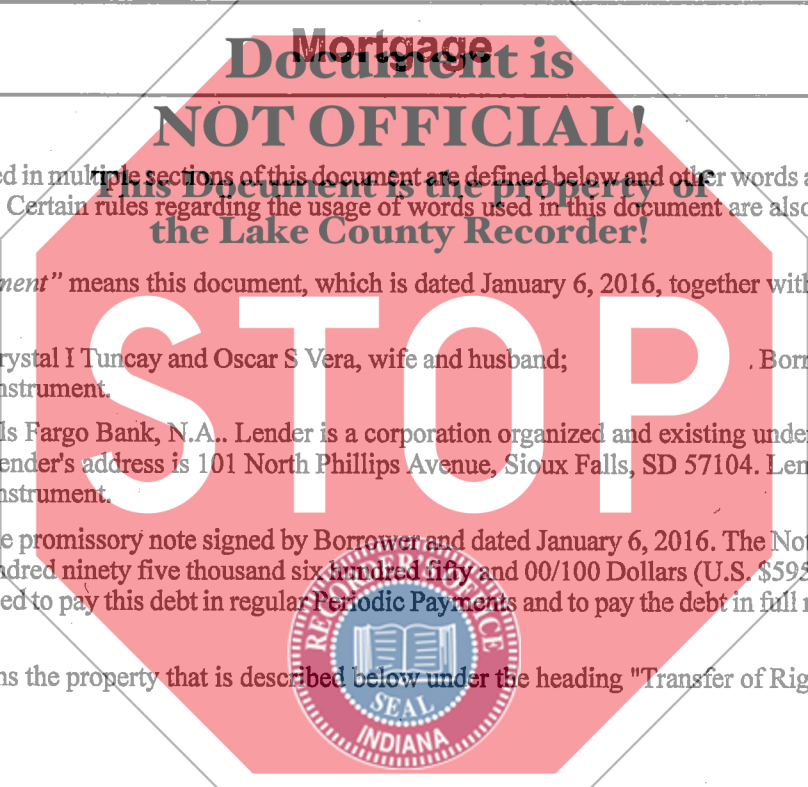 Mortgage
Document is
NOT OFFICIAL!
ed in multiple sections of this document are defined below and other words a
This Document is the property of
Certain rules regarding the usage of words used in this document are also
the Lake County Recorder!
ment" means this document, which is dated January 6, 2016, together with
STOP
rystal I Tuncay and Oscar S Vera, wife and husband; . Borr
nstrument.
ls Fargo Bank, N.A.. Lender is a corporation organized and existing unde
ender's address is 101 North Phillips Avenue, Sioux Falls, SD 57104. Len
nstrument.
e promissory note signed by Borrower and dated January 6, 2016. The Not
ndred ninety five thousand six hundred fifty and 00/100 Dollars (U.S. $595
ed to pay this debt in regular Periodic Payments and to pay the debt in full n
ns the property that is described below under the heading "Transfer of Rig
RECORDER'S OFFICE
SEAL
INDIANA